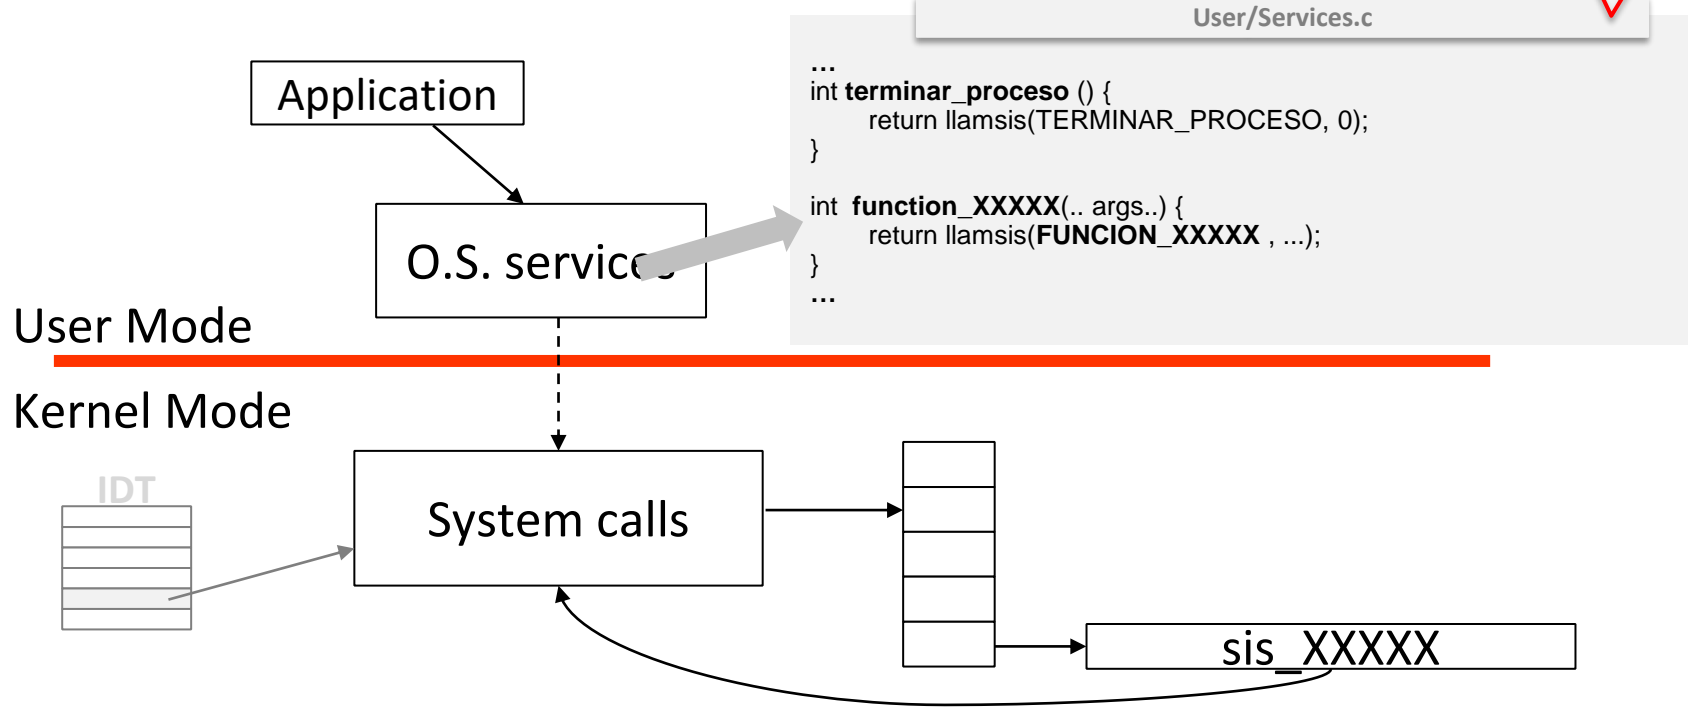 User/Services.c
...
int terminar_proceso () {
return llamsis(TERMINAR_PROCESO, 0);
}
int function_XXXXX(.. args..) {
return llamsis(FUNCION_XXXXX , ...);
}
...
Application
O.S. services
User Mode
Kernel Mode
IDT
System calls
sis_XXXXX